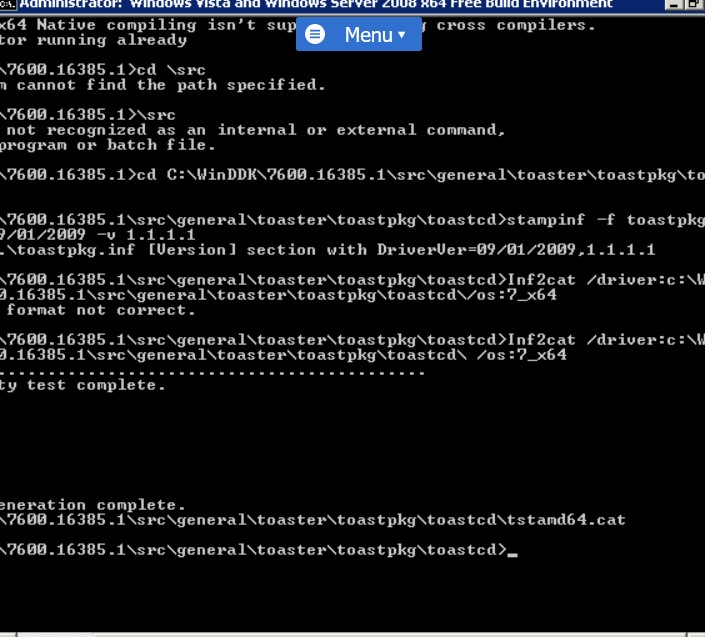 Administrator: Windows Vista and Windows Server 2008 x64 Free Build Environment
Menu
x64 Native compiling isn't sup cross compilers.
tor running already
\7600.16385.1>cd \src
m cannot find the path specified.
\7600.16385.1>\src
not recognized as an internal or external command,
program or batch file.
\7600.16385.1>cd C:\WinDDK\7600.16385.1\src\general\toaster\toastpkg\to
\7600.16385.1\src\general\toaster\toastpkg\toastcd>stampinf -f toastpkg
9/01/2009 -v 1.1.1.1
.\toastpkg.inf [Version] section with DriverVer=09/01/2009,1.1.1.1
\7600.16385.1\src\general\toaster\toastpkg\toastcd>Inf2cat /driver:c:\W
0.16385.1\src\general\toaster\toastpkg\toastcd\/os:7_x64
format not correct.
\7600.16385.1\src\general\toaster\toastpkg\toastcd>Inf2cat /driver:c:\W
0.16385.1\src\general\toaster\toastpkg\toastcd\ /os:7_x64
...........................................
ty test complete.
eneration complete.
\7600.16385.1\src\general\toaster\toastpkg\toastcd\tstamd64.cat
\7600.16385.1\src\general\toaster\toastpkg\toastcd>_